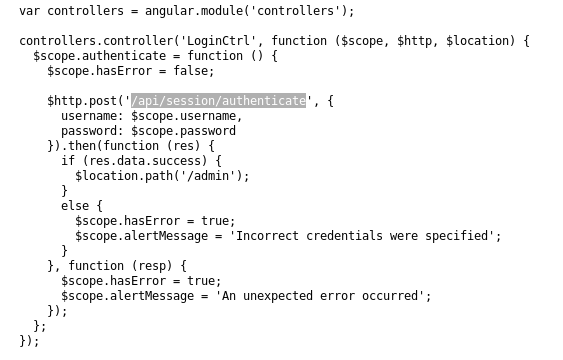 var controllers = angular.module('controllers');

controllers.controller('LoginCtrl', function ($scope, $http, $location) {
  $scope.authenticate = function () {
    $scope.hasError = false;

    $http.post('/api/session/authenticate', {
      username: $scope.username,
      password: $scope.password
    }).then(function (res) {
      if (res.data.success) {
        $location.path('/admin');
      }
      else {
        $scope.hasError = true;
        $scope.alertMessage = 'Incorrect credentials were specified';
      }
    }, function (resp) {
      $scope.hasError = true;
      $scope.alertMessage = 'An unexpected error occurred';
    });
  };
});